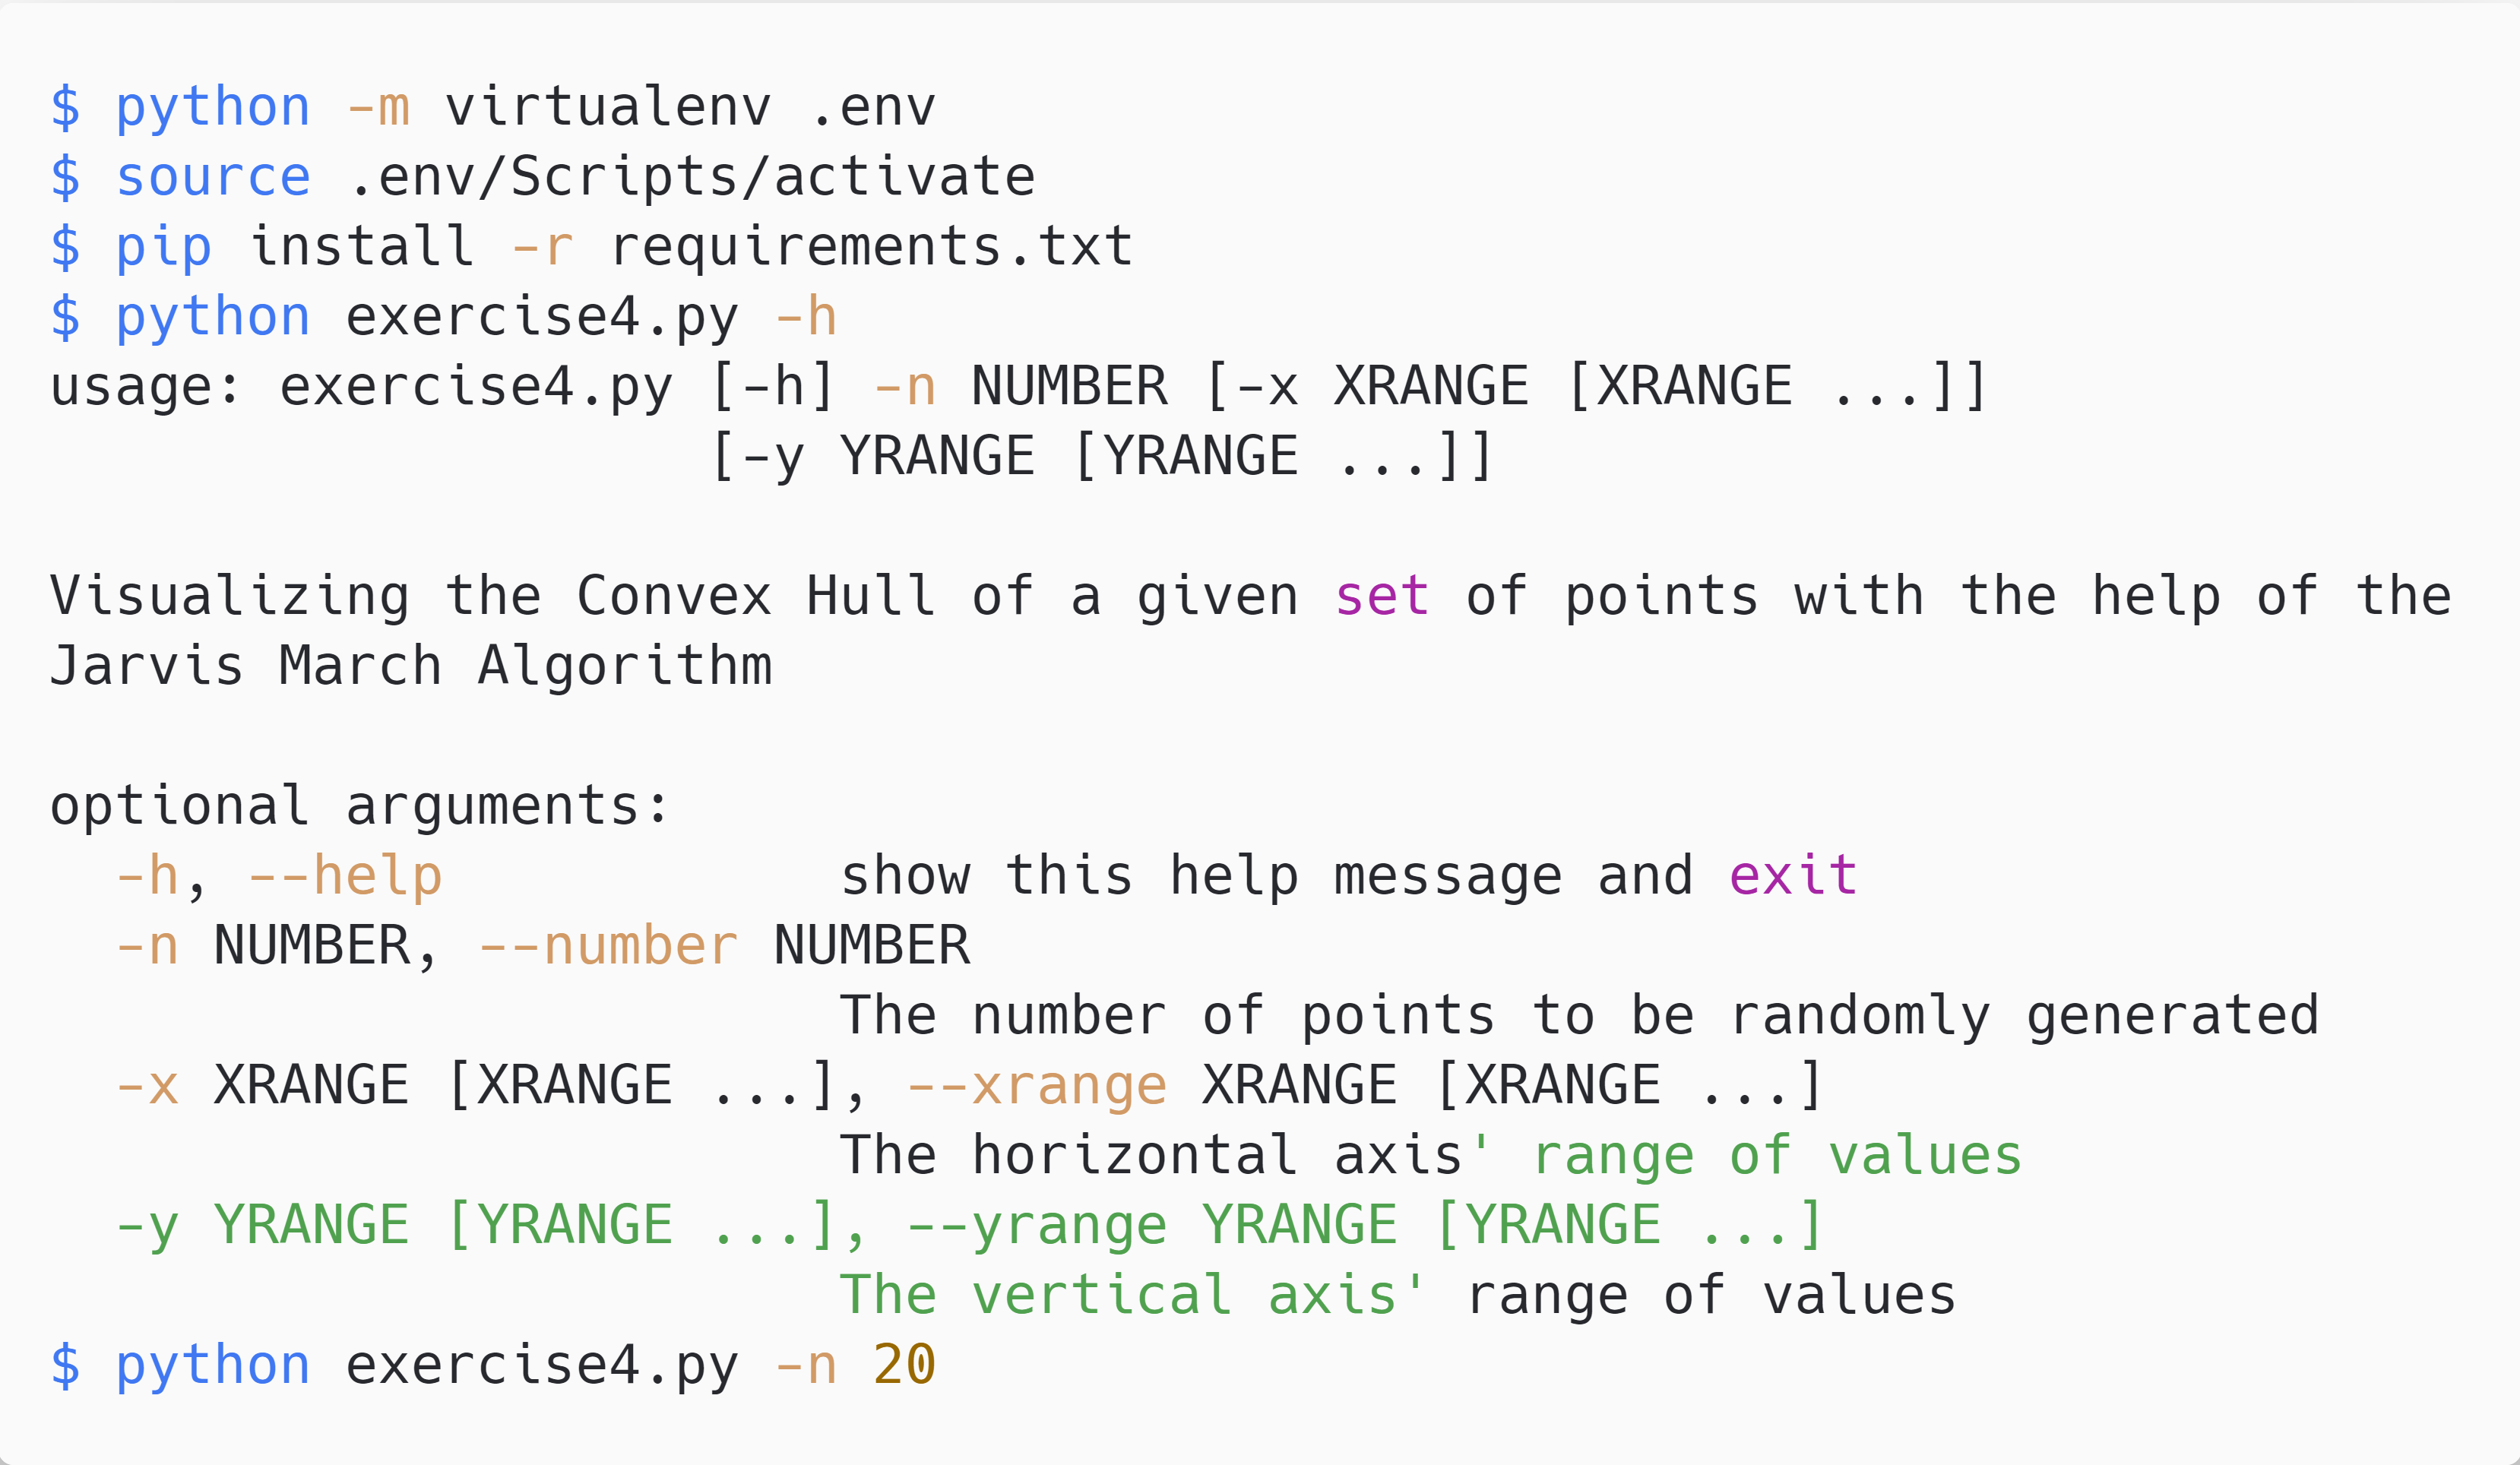 $ python -m virtualenv .env
$ source .env/Scripts/activate
$ pip install -r requirements.txt
$ python exercise4.py -h
usage: exercise4.py [-h] -n NUMBER [-x XRANGE [XRANGE ...]]
                    [-y YRANGE [YRANGE ...]]
Visualizing the Convex Hull of a given set of points with the help of the
Jarvis March Algorithm
optional arguments:
  -h, --help            show this help message and exit
  -n NUMBER, --number NUMBER
                        The number of points to be randomly generated
  -x XRANGE [XRANGE ...], --xrange XRANGE [XRANGE ...]
                        The horizontal axis' range of values
  -y YRANGE [YRANGE ...], --yrange YRANGE [YRANGE ...]
                        The vertical axis' range of values
$ python exercise4.py -n 20